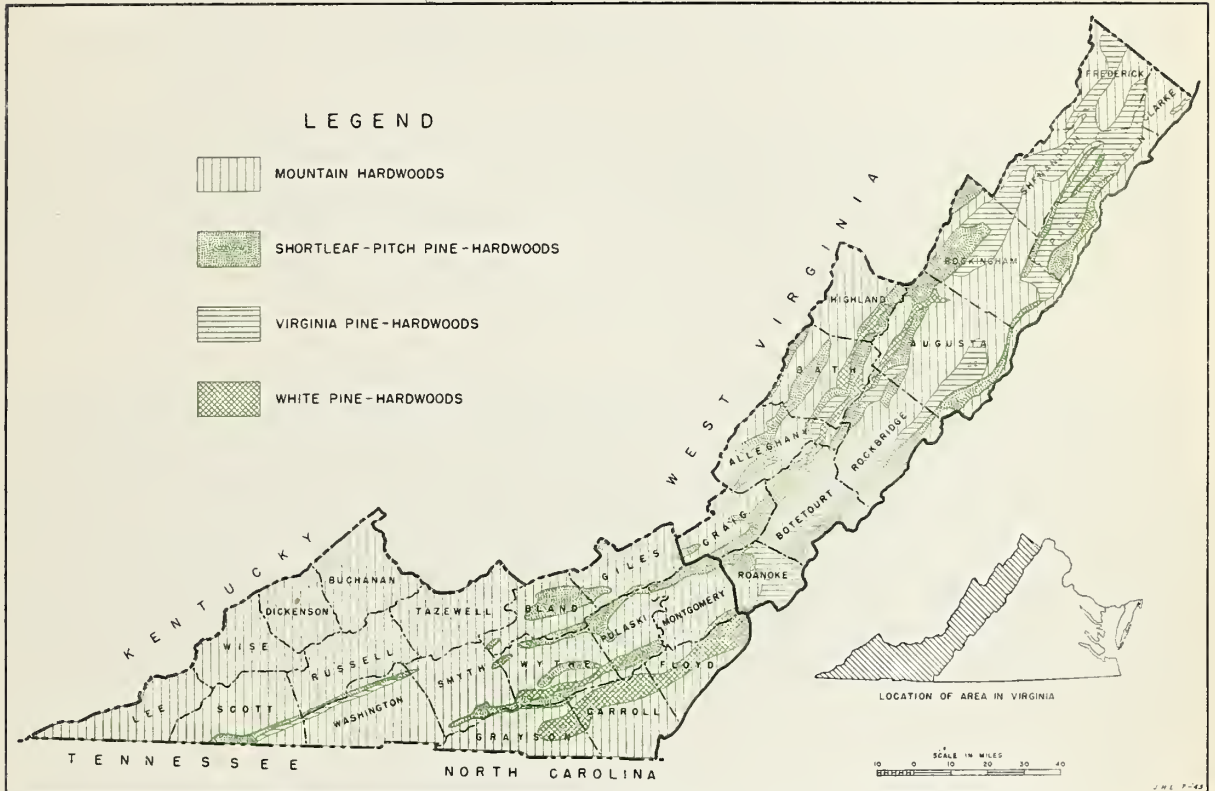 LEGEND
MOUNTAIN HARDWOODS
SHORTLEAF-PITCH PINE-HARDWOODS
VIRGINIA PINE-HARDWOODS
WHITE PINE-HARDWOODS
FREDERICK
CLARKE
SHENANDOAH
WARREN
PAGE
ROCKINGHAM
WEST VIRGINIA
HIGHLAND
AUGUSTA
BATH
ALLEGHANY
ROCKBRIDGE
BOTETOURT
CRAIG
ROANOKE
KENTUCKY
BUCHANAN
DICKENSON
TAZEWELL
BLAND
GILES
WISE
RUSSELL
SMYTH
WYTHE
PULASKI
MONTGOMERY
FLOYD
LEE
SCOTT
WASHINGTON
GRAYSON
CARROLL
TENNESSEE
NORTH CAROLINA
LOCATION OF AREA IN VIRGINIA
SCALE IN MILES
10 0 10 20 30 40